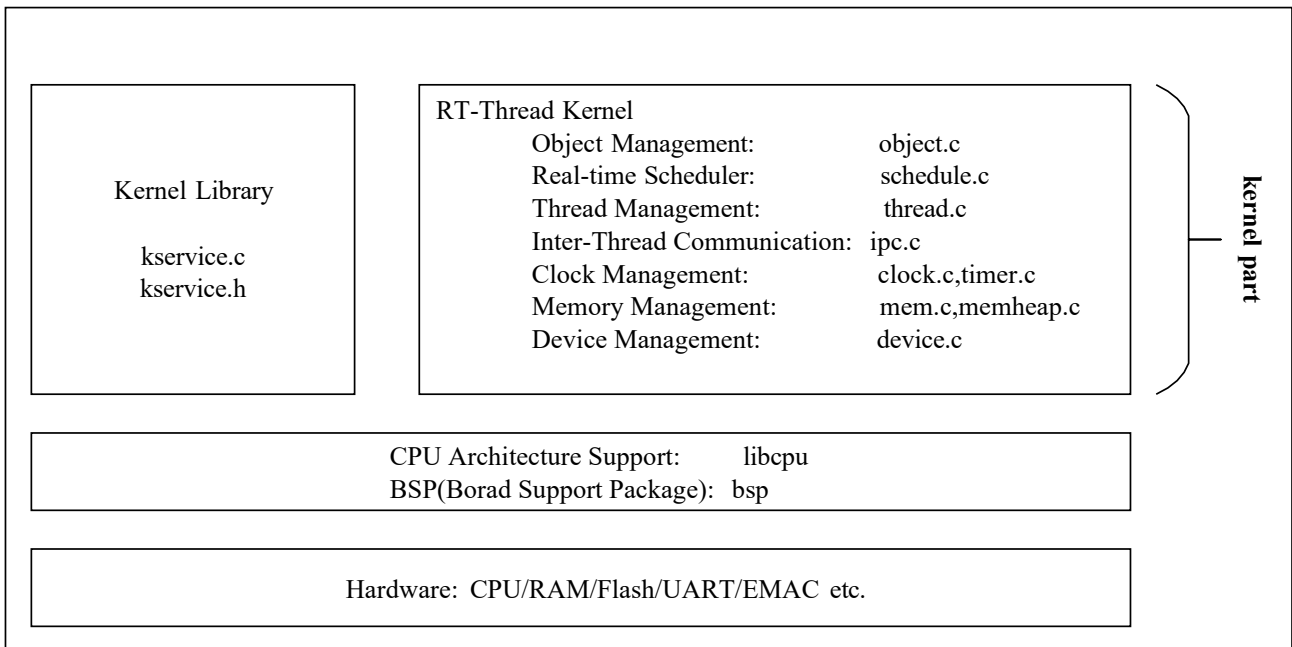 Kernel Library
kservice.c
kservice.h
RT-Thread Kernel
Object Management: object.c
Real-time Scheduler: schedule.c
Thread Management: thread.c
Inter-Thread Communication: ipc.c
Clock Management: clock.c,timer.c
Memory Management: mem.c,memheap.c
Device Management: device.c
kernel part
CPU Architecture Support: libcpu
BSP(Borad Support Package): bsp
Hardware: CPU/RAM/Flash/UART/EMAC etc.